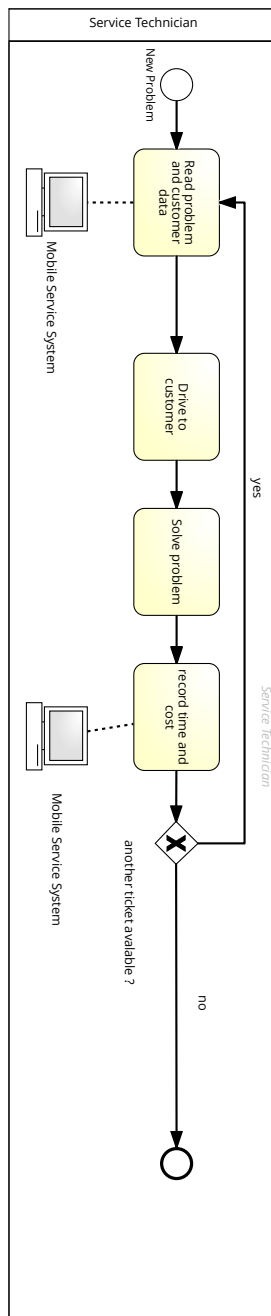 Service Technician
Service Technician
New Problem
Read problem
and customer
data
Mobile Service System
Drive to
customer
Solve problem
yes
record time and
cost
Mobile Service System
another ticket avalable ?
no